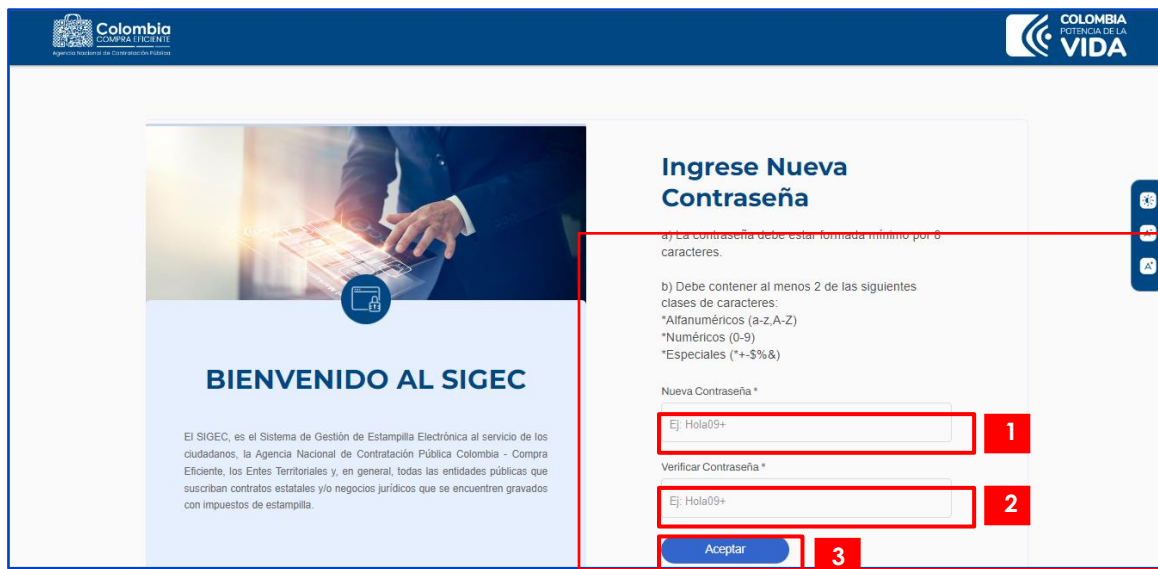 Colombia
COMPRA EFICIENTE
Agencia Nacional de Contratación Pública
COLOMBIA
POTENCIA DE LA
VIDA
Ingrese Nueva
Contraseña
a) La contraseña debe estar formada mínimo por 8
caracteres.
b) Debe contener al menos 2 de las siguientes
clases de caracteres:
*Alfanuméricos (a-z,A-Z)
*Numéricos (0-9)
*Especiales (*+-$%&)
Nueva Contraseña *
Ej: Hola09+
1
Verificar Contraseña *
Ej: Hola09+
2
Aceptar
3
BIENVENIDO AL SIGEC
El SIGEC, es el Sistema de Gestión de Estampilla Electrónica al servicio de los
ciudadanos, la Agencia Nacional de Contratación Pública Colombia - Compra
Eficiente, los Entes Territoriales y, en general, todas las entidades públicas que
suscriban contratos estatales y/o negocios jurídicos que se encuentren gravados
con impuestos de estampilla.